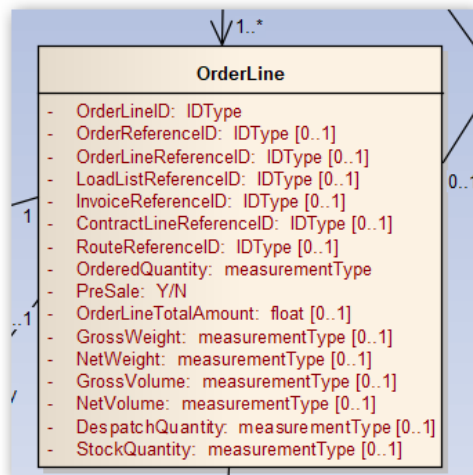 1..*
OrderLine
- OrderLineID: IDType
- OrderReferenceID: IDType [0..1]
- OrderLineReferenceID: IDType [0..1]
- LoadListReferenceID: IDType [0..1]
- InvoiceReferenceID: IDType [0..1]
- ContractLineReferenceID: IDType [0..1]
- RouteReferenceID: IDType [0..1]
- OrderedQuantity: measurementType
- PreSale: Y/N
- OrderLineTotalAmount: float [0..1]
- GrossWeight: measurementType [0..1]
- NetWeight: measurementType [0..1]
- GrossVolume: measurementType [0..1]
- NetVolume: measurementType [0..1]
- DespatchQuantity: measurementType [0..1]
- StockQuantity: measurementType [0..1]
0..1
1
..1